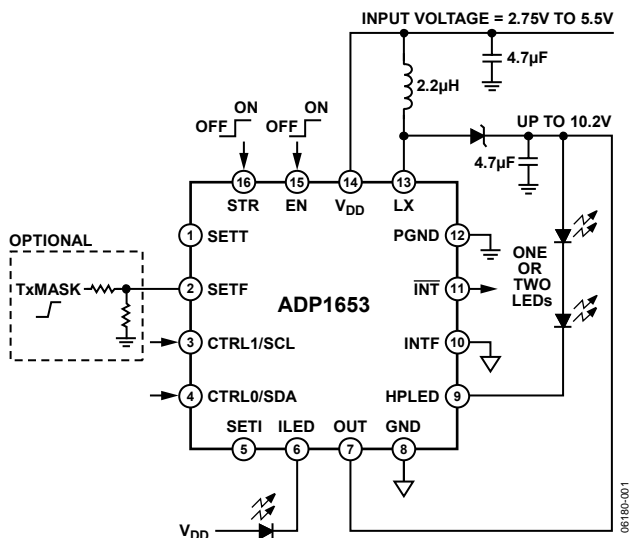 INPUT VOLTAGE = 2.75V TO 5.5V
4.7µF
2.2µH
ON
OFF
ON
OFF
UP TO 10.2V
4.7µF
16
15
14
13
STR
EN
VDD
LX
1
SETT
PGND
12
OPTIONAL
TxMASK
2
SETF
ADP1653
INT
11
ONE
OR
TWO
LEDs
3
CTRL1/SCL
INTF
10
4
CTRL0/SDA
HPLED
9
SETI
ILED
OUT
GND
5
6
7
8
VDD
06180-001